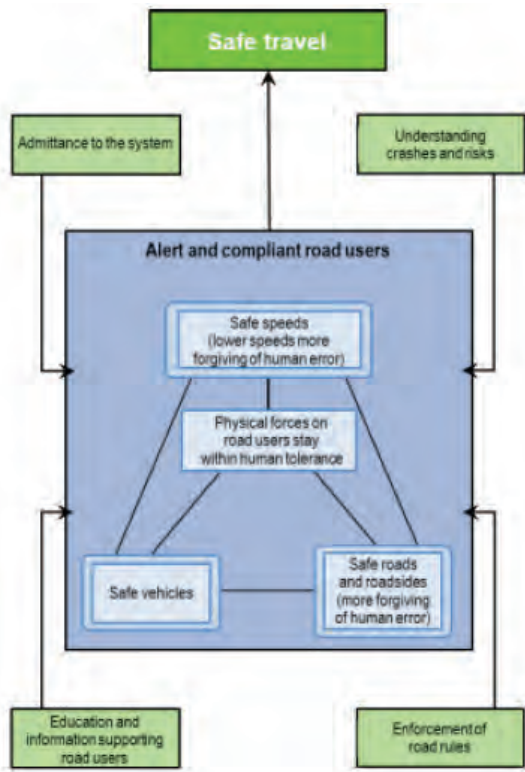 Safe travel
Admittance to the system
Understanding
crashes and risks
Alert and compliant road users
Safe speeds
(lower speeds more
forgiving of human error)
Physical forces on
road users stay
within human tolerance
Safe vehicles
Safe roads
and roadsides
(more forgiving
of human error)
Education and
information supporting
road users
Enforcement of
road rules